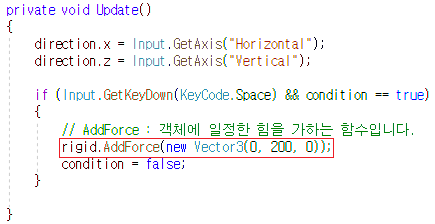 private void Update()
{
direction.x = Input.GetAxis("Horizontal");
direction.z = Input.GetAxis("Vertical");
if (Input.GetKeyDown(KeyCode.Space) && condition == true)
{
// AddForce : 객체에 일정한 힘을 가하는 함수입니다.
rigid.AddForce(new Vector3(0, 200, 0));
condition = false;
}
}